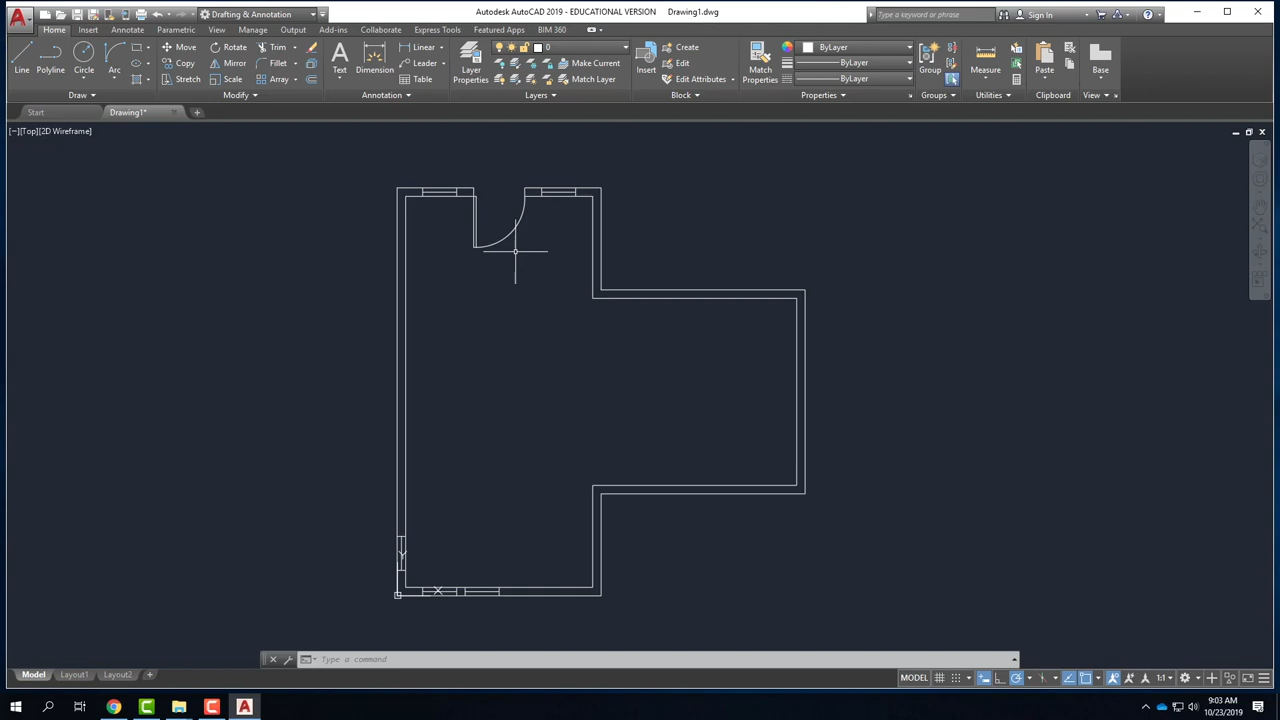 Drafting & Annotation
Autodesk AutoCAD 2019 - EDUCATIONAL VERSION Drawing1.dwg
Type a keyword or phrase
Sign In
Home Insert Annotate Parametric View Manage Output Add-ins Collaborate Express Tools Featured Apps BIM 360
Line Polyline Circle Arc
Move Rotate Trim
Copy Mirror Fillet
Stretch Scale Array
Text Dimension
Linear
Leader
Table
Layer Properties
0
Make Current
Match Layer
Insert
Create
Edit
Edit Attributes
Match Properties
ByLayer
ByLayer
ByLayer
Group
Measure
Paste
Base
Draw Modify Annotation Layers Block Properties Groups Utilities Clipboard View
Start Drawing1*
[−][Top][2D Wireframe]
Y
X
Type a command
Model Layout1 Layout2
MODEL
1:1
9:03 AM
10/23/2019